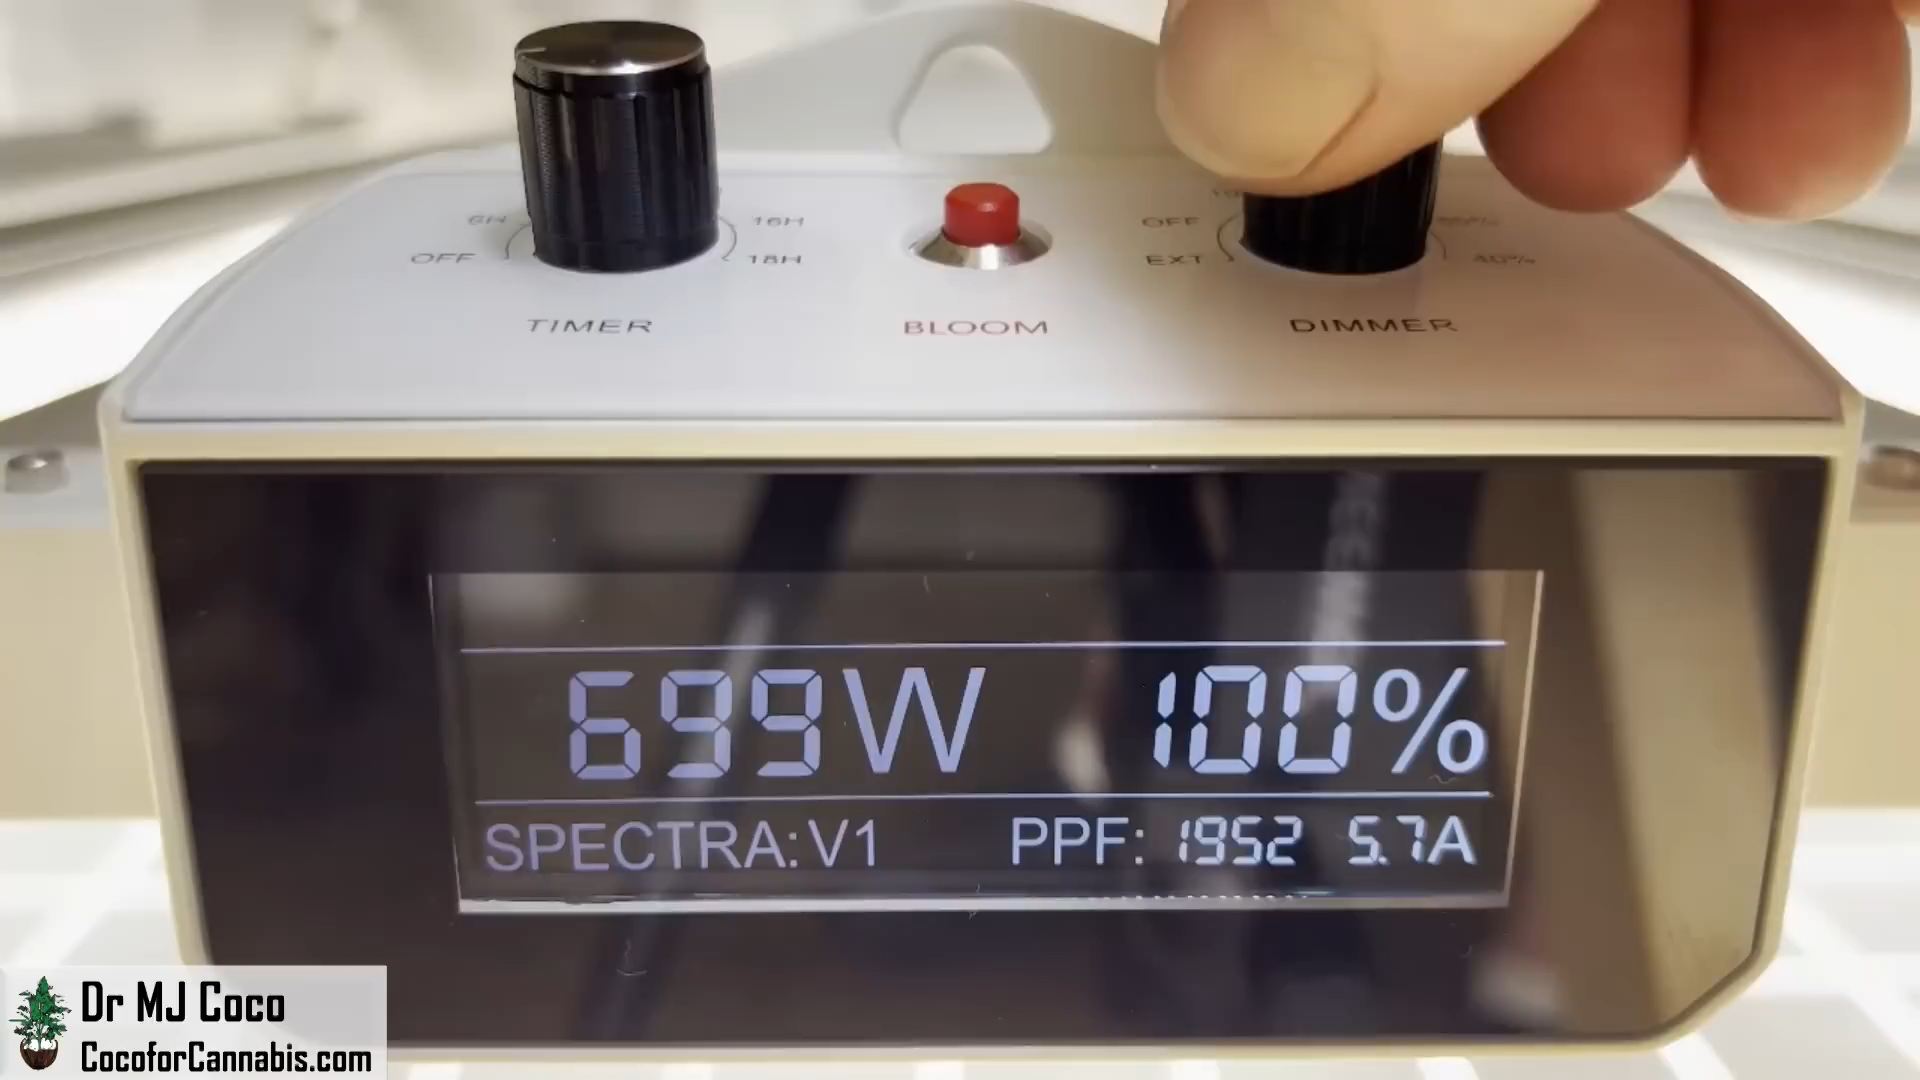 6H
16H
OFF
18H
OFF
EXT
40%
TIMER
BLOOM
DIMMER
699W 100%
SPECTRA: V1 PPF: 1952 5.7A
Dr MJ Coco
CocoforCannabis.com